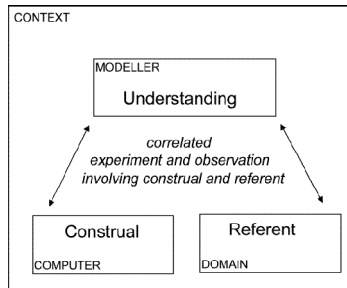 CONTEXT
MODELLER
Understanding
correlated
experiment and observation
involving construal and referent
Construal
COMPUTER
Referent
DOMAIN